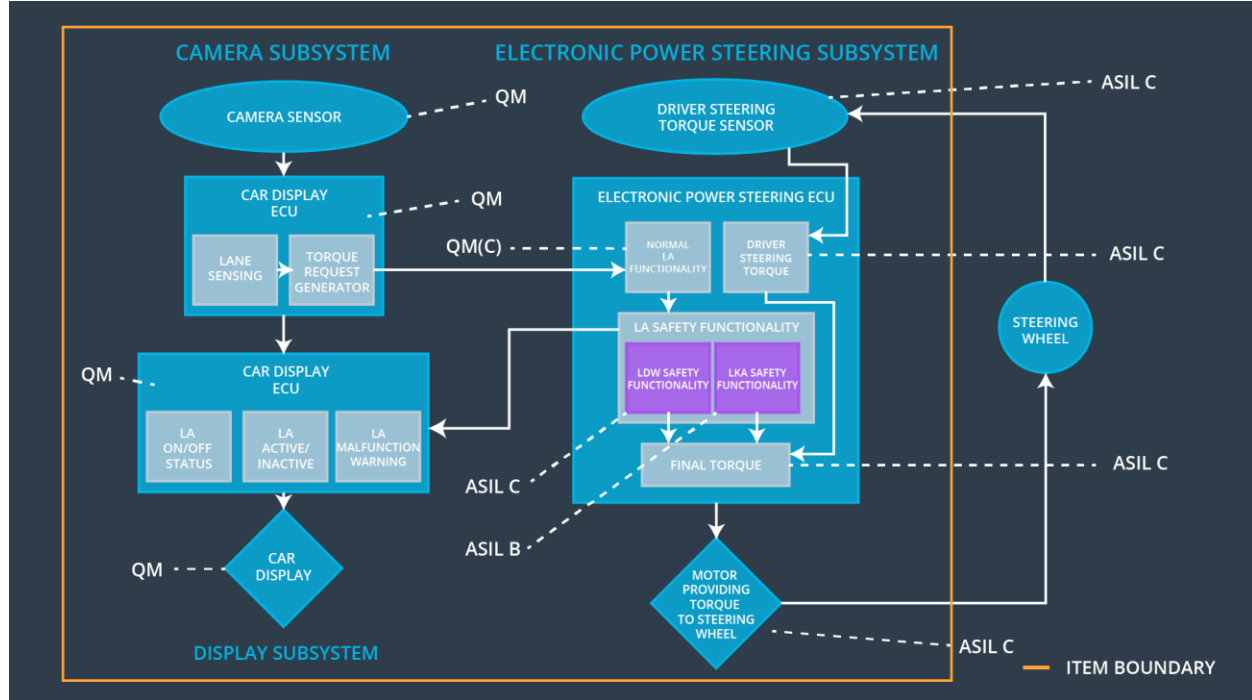 CAMERA SUBSYSTEM
ELECTRONIC POWER STEERING SUBSYSTEM
CAMERA SENSOR
QM
DRIVER STEERING
TORQUE SENSOR
ASIL C
CAR DISPLAY
ECU
QM
LANE
SENSING
TORQUE
REQUEST
GENERATOR
ELECTRONIC POWER STEERING ECU
QM(C)
NORMAL
LA
FUNCTIONALITY
DRIVER
STEERING
TORQUE
ASIL C
LA SAFETY FUNCTIONALITY
LDW SAFETY
FUNCTIONALITY
LKA SAFETY
FUNCTIONALITY
STEERING
WHEEL
CAR DISPLAY
ECU
QM
LA
ON/OFF
STATUS
LA
ACTIVE/
INACTIVE
LA
MALFUNCTION
WARNING
FINAL TORQUE
ASIL C
ASIL C
ASIL B
CAR
DISPLAY
QM
MOTOR
PROVIDING
TORQUE
TO STEERING
WHEEL
ASIL C
DISPLAY SUBSYSTEM
ITEM BOUNDARY